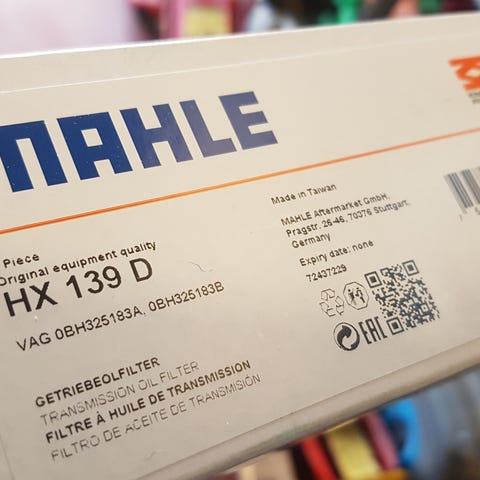 MAHLE
Piece
Original equipment quality
HX 139 D
VAG 0BH325183A, 0BH325183B
GETRIEBEÖLFILTER
TRANSMISSION OIL FILTER
FILTRE À HUILE DE TRANSMISSION
FILTRO DE ACEITE DE TRANSMISIÓN
Made in Taiwan
MAHLE Aftermarket GmbH,
Pragstr. 26-46, 70376 Stuttgart,
Germany
Expiry date: none
72437229
EAC